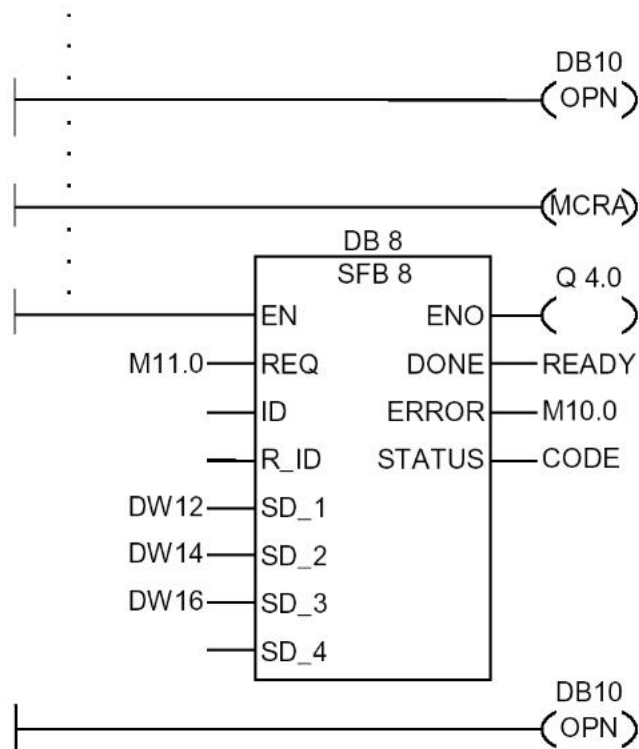 DB10
(OPN)
(MCRA)
DB 8
SFB 8
Q 4.0
EN ENO ( )
M11.0 REQ DONE READY
ID ERROR M10.0
R_ID STATUS CODE
DW12 SD_1
DW14 SD_2
DW16 SD_3
SD_4
DB10
(OPN)